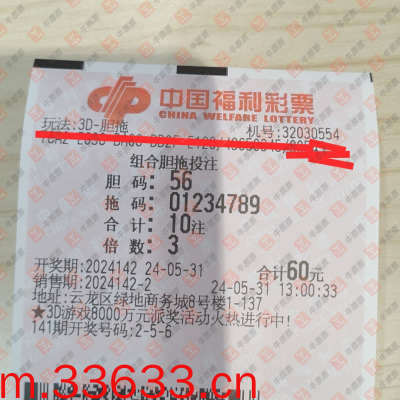 中国福利彩票
CHINA WELFARE LOTTERY
玩法:3D-胆拖 机号:32030554
组合胆拖投注
胆 码: 56
拖 码: 01234789
合 计: 10注
倍 数: 3
开奖期:2024142 24-05-31 合计60元
销售期:2024142-2 24-05-31 13:00:33
地址:云龙区绿地商务城8号楼1-137
★3D游戏8000万元派奖活动火热进行中!
141期开奖号码:2-5-6
m.33633.cn